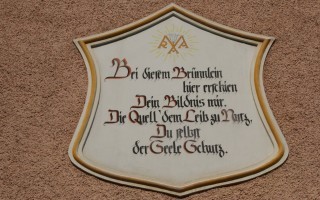 Bei diesem Brünnlein
hier erschien
Dein Bildnis mir.
Die Quell' dem Leib zu Nutz,
Du selbst
der Seele Schutz.